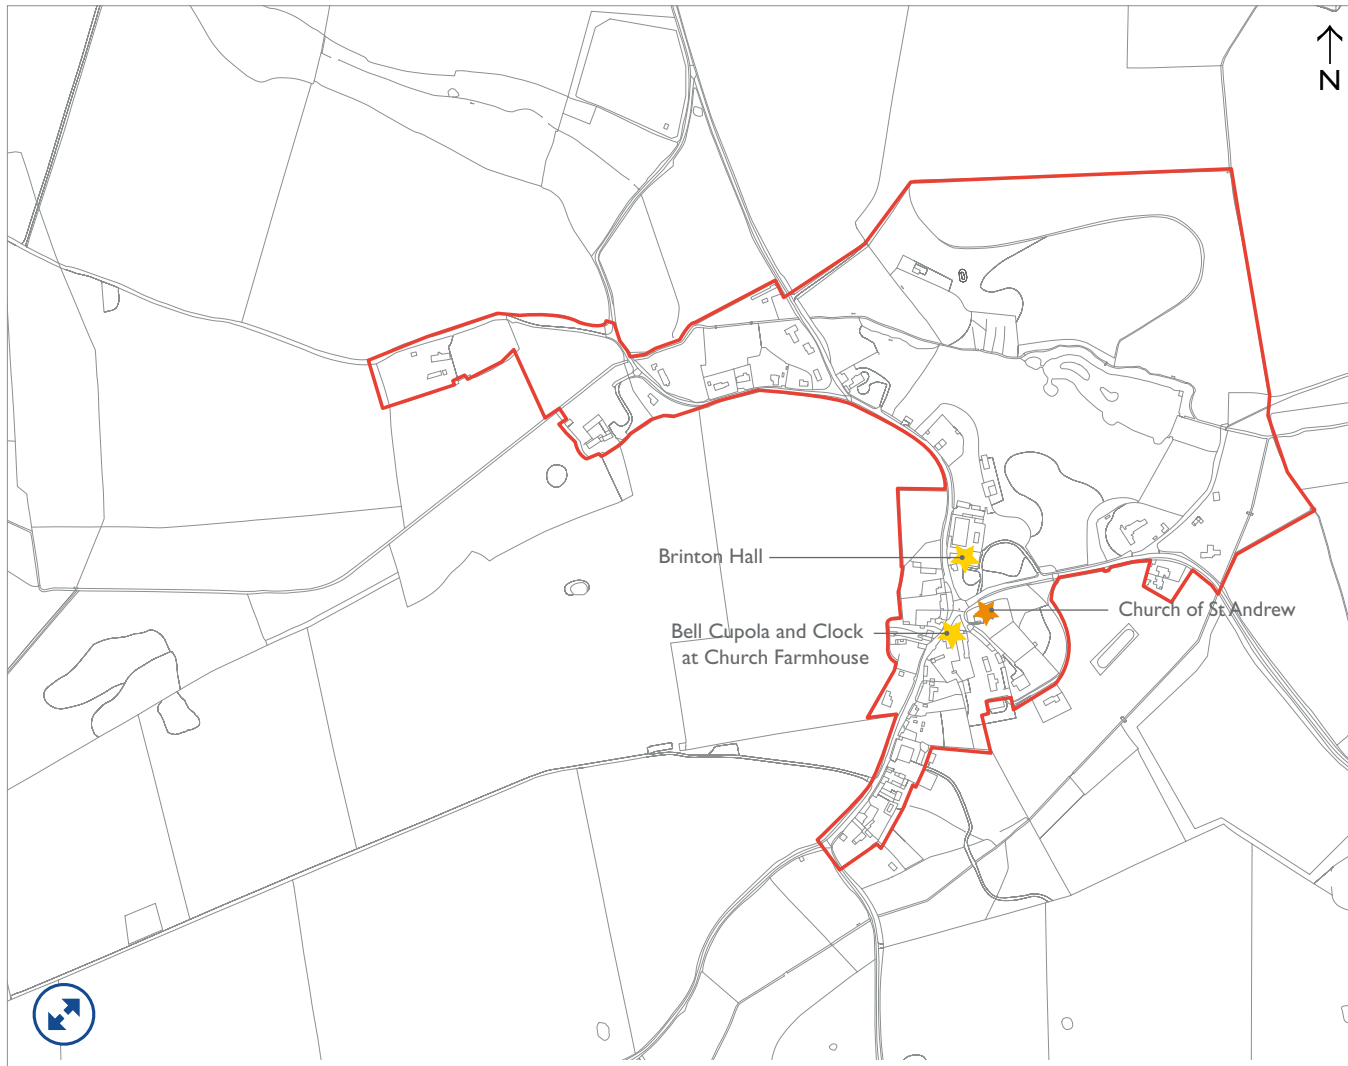 N
Brinton Hall
Church of St Andrew
Bell Cupola and Clock
at Church Farmhouse